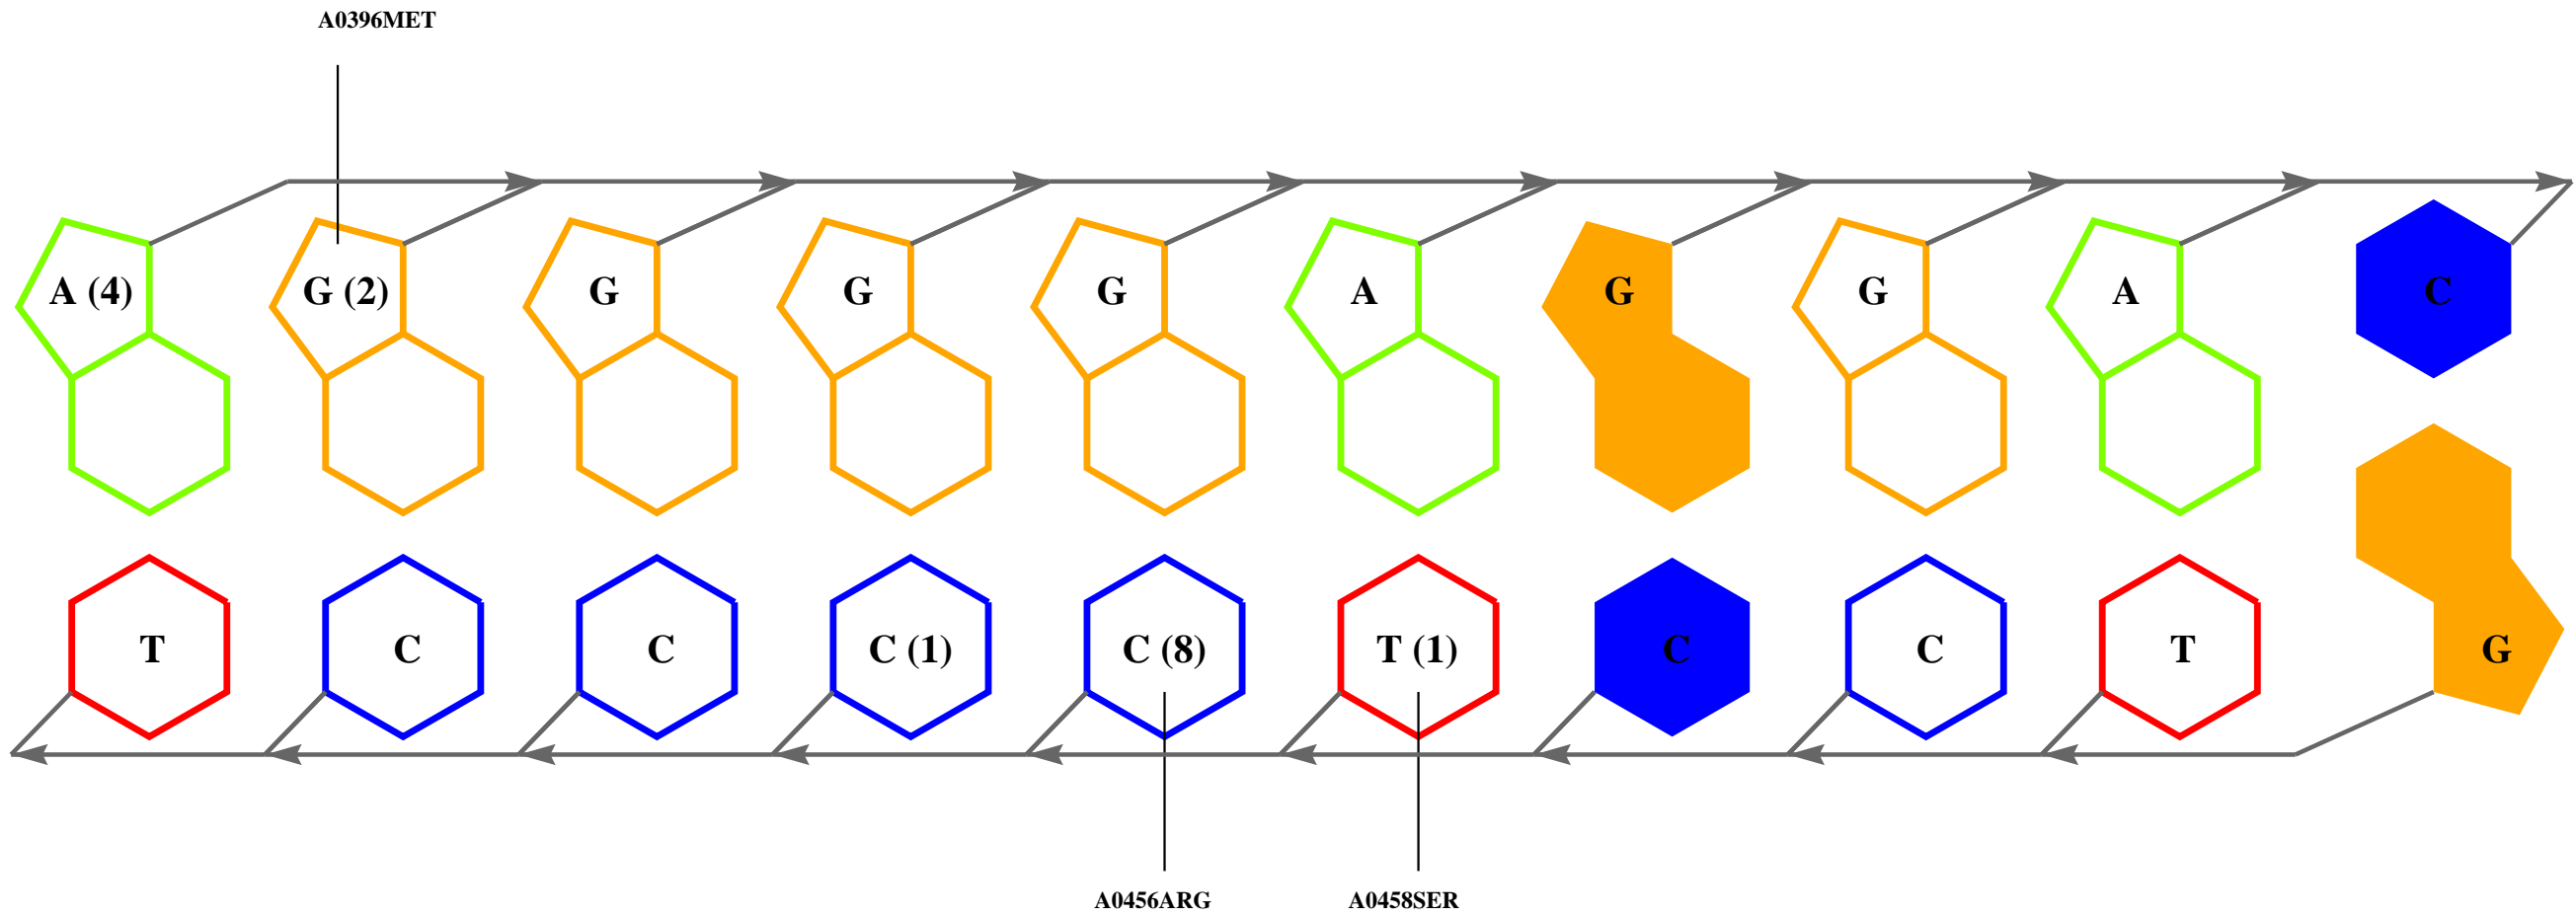 A0396MET
A (4) G (2) G G G A G G A C
T C C C (1) C (8) T (1) C C T G
A0456ARG A0458SER